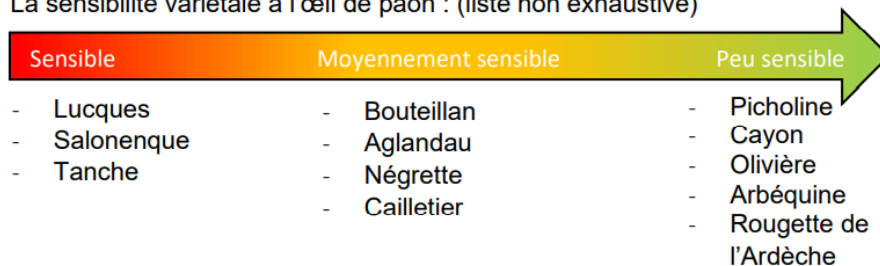 La sensibilité variétale à l'œil de paon : (liste non exhaustive)
Sensible
Moyennement sensible
Peu sensible
- Lucques
- Salonenque
- Tanche
- Bouteillan
- Aglandau
- Négrette
- Cailletier
- Picholine
- Cayon
- Olivière
- Arbéquine
- Rougette de
l'Ardèche